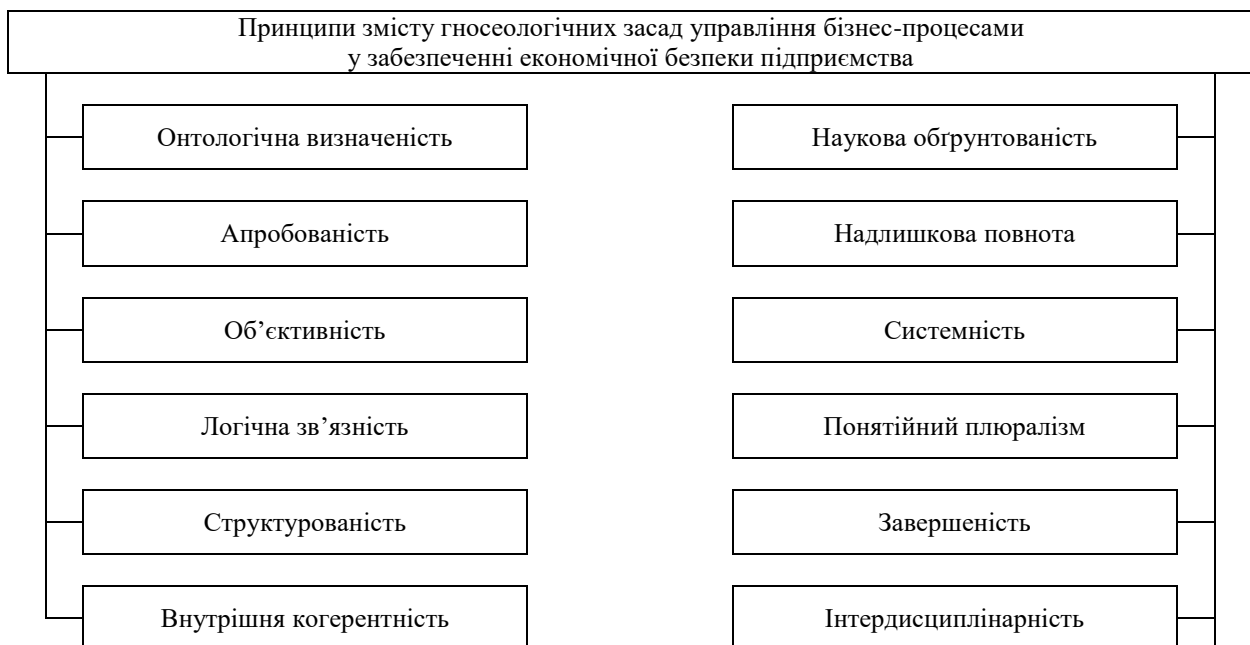 Принципи змісту гносеологічних засад управління бізнес-процесами
у забезпеченні економічної безпеки підприємства
Онтологічна визначеність
Наукова обґрунтованість
Апробованість
Надлишкова повнота
Об’єктивність
Системність
Логічна зв’язність
Понятійний плюралізм
Структурованість
Завершеність
Внутрішня когерентність
Інтердисциплінарність